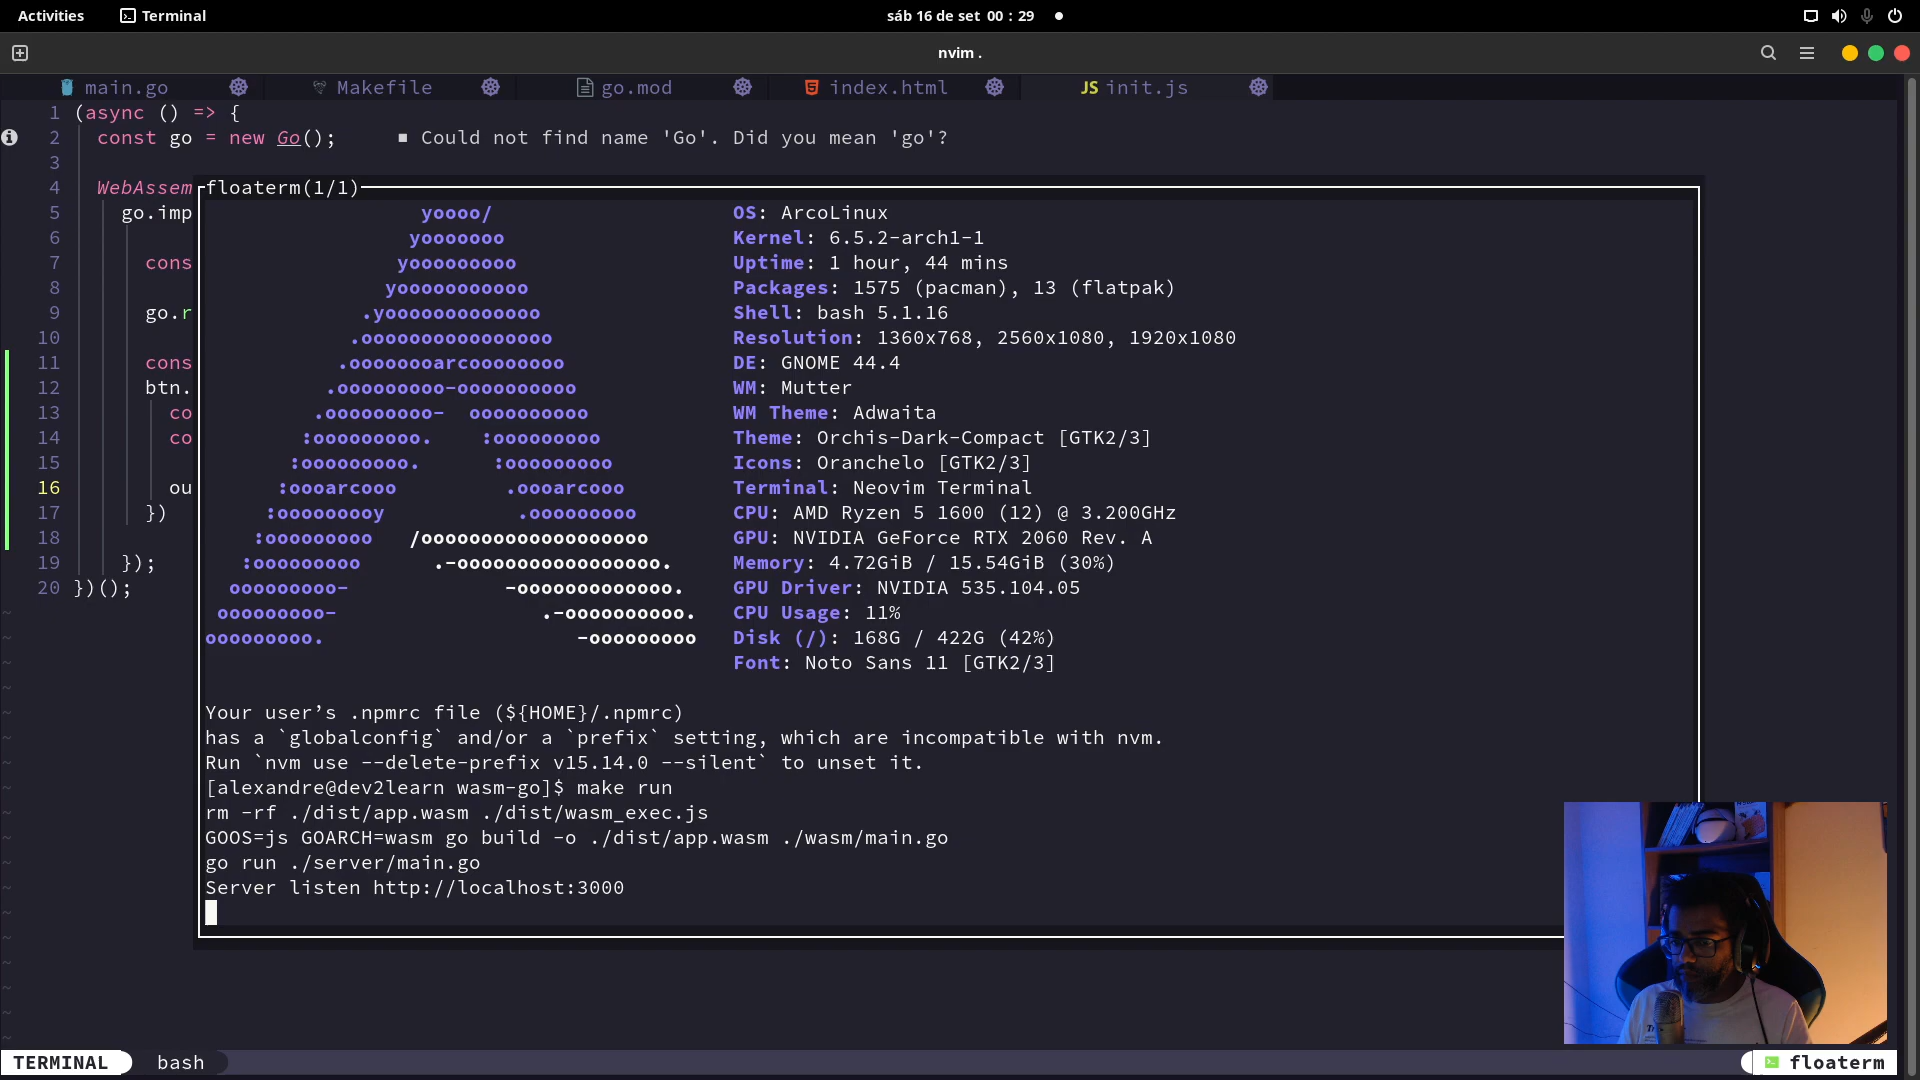 Activities Terminal sáb 16 de set 00 : 29
nvim .
main.go Makefile go.mod index.html JS init.js
1 (async () => {
2 const go = new Go(); ■ Could not find name 'Go'. Did you mean 'go'?
3
4 WebAssem floaterm(1/1)
5 go.imp yoooo/ OS: ArcoLinux
6 yooooooo Kernel: 6.5.2-arch1-1
7 cons yooooooooo Uptime: 1 hour, 44 mins
8 yooooooooooo Packages: 1575 (pacman), 13 (flatpak)
9 go.r .yooooooooooooo Shell: bash 5.1.16
10 .oooooooooooooooo Resolution: 1360x768, 2560x1080, 1920x1080
11 cons .oooooooarcoooooooo DE: GNOME 44.4
12 btn. .ooooooooo-oooooooooo WM: Mutter
13 co .ooooooooo- oooooooooo WM Theme: Adwaita
14 co :ooooooooo. :ooooooooo Theme: Orchis-Dark-Compact [GTK2/3]
15 :ooooooooo. :ooooooooo Icons: Oranchelo [GTK2/3]
16 ou :oooarcooo .oooarcooo Terminal: Neovim Terminal
17 }) :ooooooooy .ooooooooo CPU: AMD Ryzen 5 1600 (12) @ 3.200GHz
18 :ooooooooo /ooooooooooooooooooo GPU: NVIDIA GeForce RTX 2060 Rev. A
19 }); :ooooooooo .-ooooooooooooooooo. Memory: 4.72GiB / 15.54GiB (30%)
20 })(); ooooooooo- -ooooooooooooo. GPU Driver: NVIDIA 535.104.05
ooooooooo- .-oooooooooo. CPU Usage: 11%
ooooooooo. -ooooooooo Disk (/): 168G / 422G (42%)
Font: Noto Sans 11 [GTK2/3]
Your user’s .npmrc file (${HOME}/.npmrc)
has a `globalconfig` and/or a `prefix` setting, which are incompatible with nvm.
Run `nvm use --delete-prefix v15.14.0 --silent` to unset it.
[alexandre@dev2learn wasm-go]$ make run
rm -rf ./dist/app.wasm ./dist/wasm_exec.js
GOOS=js GOARCH=wasm go build -o ./dist/app.wasm ./wasm/main.go
go run ./server/main.go
Server listen http://localhost:3000
TERMINAL bash floaterm